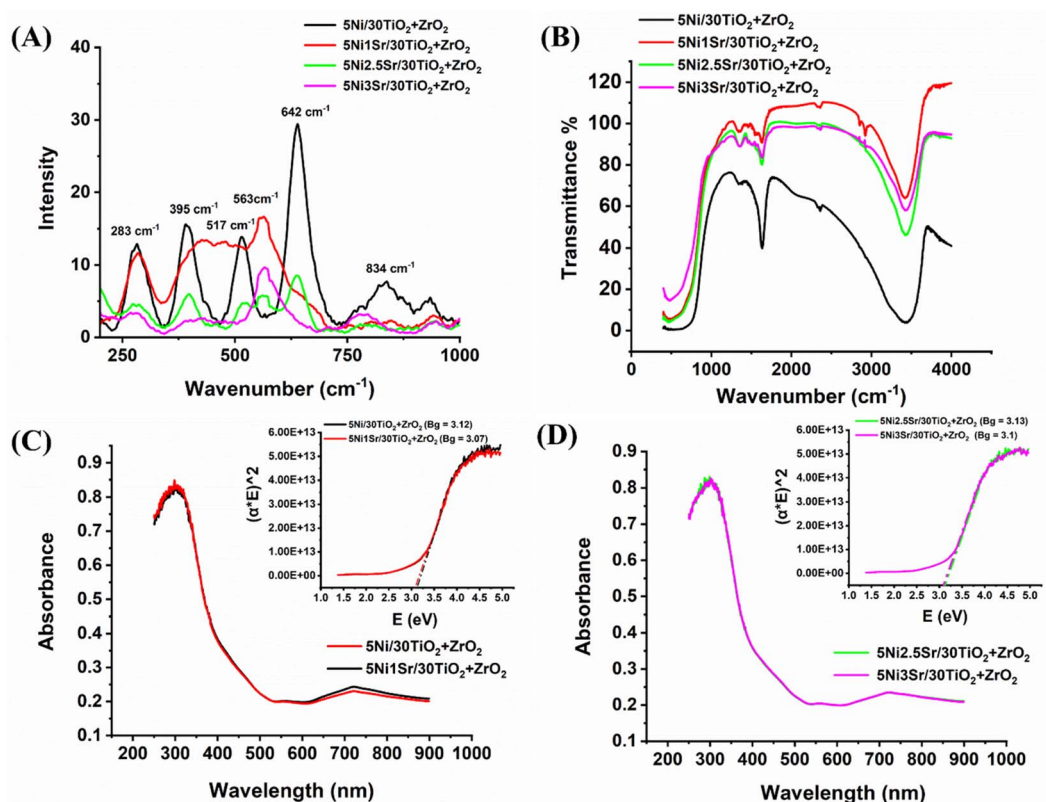 (A)
5Ni/30TiO₂+ZrO₂
5Ni1Sr/30TiO₂+ZrO₂
5Ni2.5Sr/30TiO₂+ZrO₂
5Ni3Sr/30TiO₂+ZrO₂
40
30
20
10
0
Intensity
283 cm⁻¹
395 cm⁻¹
517 cm⁻¹
563cm⁻¹
642 cm⁻¹
834 cm⁻¹
250 500 750 1000
Wavenumber (cm⁻¹)
(B)
5Ni/30TiO₂+ZrO₂
5Ni1Sr/30TiO₂+ZrO₂
5Ni2.5Sr/30TiO₂+ZrO₂
5Ni3Sr/30TiO₂+ZrO₂
120
100
80
60
40
20
0
Transmittance %
0 1000 2000 3000 4000
Wavenumber (cm⁻¹)
(C)
0.9
0.8
0.7
0.6
0.5
0.4
0.3
0.2
0.1
Absorbance
5Ni/30TiO₂+ZrO₂ (Bg = 3.12)
5Ni1Sr/30TiO₂+ZrO₂ (Bg = 3.07)
6.00E+13
5.00E+13
4.00E+13
3.00E+13
2.00E+13
1.00E+13
0.00E+00
(α*E)^2
1.0 1.5 2.0 2.5 3.0 3.5 4.0 4.5 5.0
E (eV)
5Ni/30TiO₂+ZrO₂
5Ni1Sr/30TiO₂+ZrO₂
200 300 400 500 600 700 800 900 1000
Wavelength (nm)
(D)
0.9
0.8
0.7
0.6
0.5
0.4
0.3
0.2
0.1
Absorbance
5Ni2.5Sr/30TiO₂+ZrO₂ (Bg = 3.13)
5Ni3Sr/30TiO₂+ZrO₂ (Bg = 3.1)
6.00E+13
5.00E+13
4.00E+13
3.00E+13
2.00E+13
1.00E+13
0.00E+00
(α*E)^2
1.0 1.5 2.0 2.5 3.0 3.5 4.0 4.5 5.0
E (eV)
5Ni2.5Sr/30TiO₂+ZrO₂
5Ni3Sr/30TiO₂+ZrO₂
200 300 400 500 600 700 800 900 1000
Wavelength (nm)